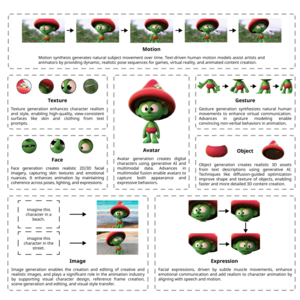 Motion
Motion synthesis generates natural subject movement over time. Text-driven human motion models assist artists and
animators by providing dynamic, realistic pose sequences for games, virtual reality, and animated content creation.
Texture
Texture generation enhances character realism
and style, enabling high-quality, view-consistent
surfaces like skin and clothing from text
prompts.
Gesture
Gesture generation synthesizes natural human
movements to enhance virtual communication.
Advances in gesture modeling enable
convincing non-verbal behaviors in animation.
Face
Face generation creates realistic 2D/3D facial
imagery, capturing skin textures and emotional
nuances. It enhances animation by maintaining
coherence across poses, lighting, and expressions.
Avatar
Avatar generation creates digital
characters using generative AI and
multimodal data. Advances in
multimodal fusion enable avatars to
capture both appearance and
expressive behaviors.
Object
Object generation creates realistic 3D assets
from text descriptions using generative AI.
Techniques like diffusion-guided optimization
improve shape and texture of objects, enabling
faster and more detailed 3D content creation.
Imagine this
character in a
beach.
Imagine this
character in the
street.
Image
Image generation enables the creation and editing of creative and
realistic images, and plays a significant role in the animation industry
by supporting visual character design, reference frame creation,
scene generation and editing, and visual style transfer.
Expression
Facial expressions, driven by subtle muscle movements, enhance
emotional communication and add realism to character animation by
aligning with speech and motion.